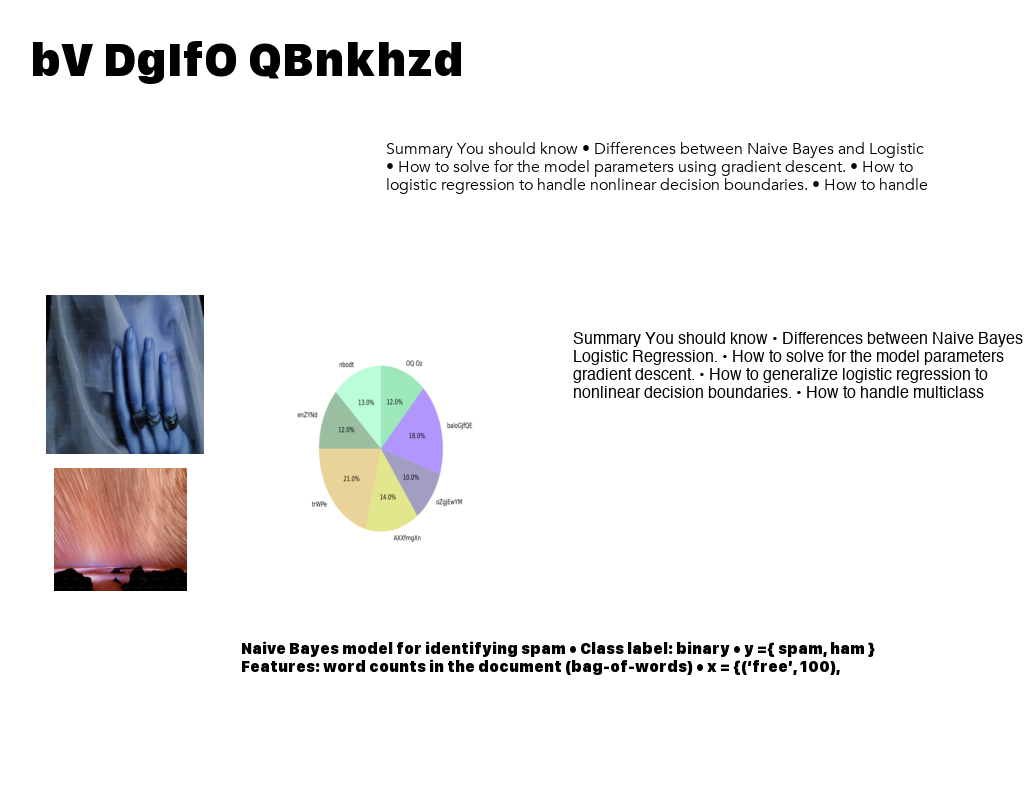 bV DgIfO QBnkhzd
Summary You should know • Differences between Naive Bayes and Logistic
• How to solve for the model parameters using gradient descent. • How to
logistic regression to handle nonlinear decision boundaries. • How to handle
Summary You should know • Differences between Naive Bayes
Logistic Regression. • How to solve for the model parameters
gradient descent. • How to generalize logistic regression to
nonlinear decision boundaries. • How to handle multiclass
nbodt
OQ Oz
13.0%
12.0%
enZYNd
baloGJfQE
12.0%
18.0%
21.0%
10.0%
14.0%
trWPe
oZgjEwYM
AXXfmgXn
Naive Bayes model for identifying spam • Class label: binary • y ={ spam, ham }
Features: word counts in the document (bag-of-words) • x = {(‘free’, 100),